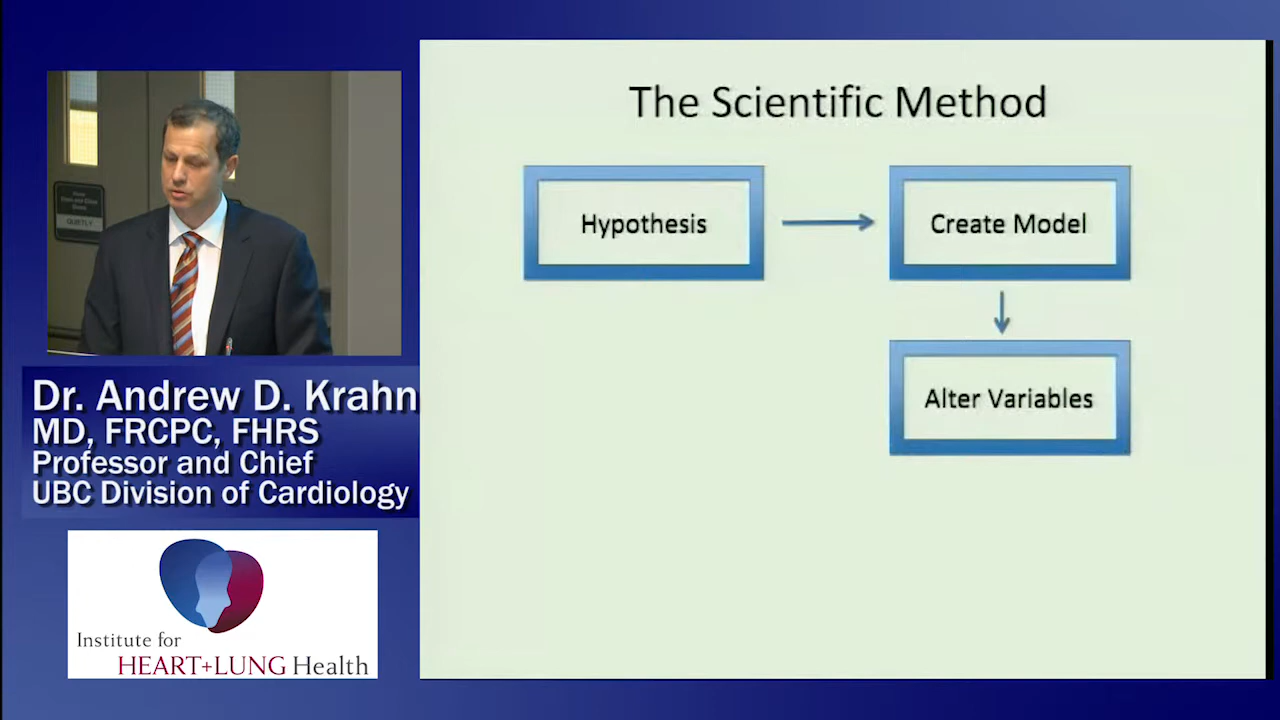 The Scientific Method
Hypothesis
Create Model
Alter Variables
QUIETLY
Dr. Andrew D. Krahn
MD, FRCPC, FHRS
Professor and Chief
UBC Division of Cardiology
Institute for
HEART+LUNG Health